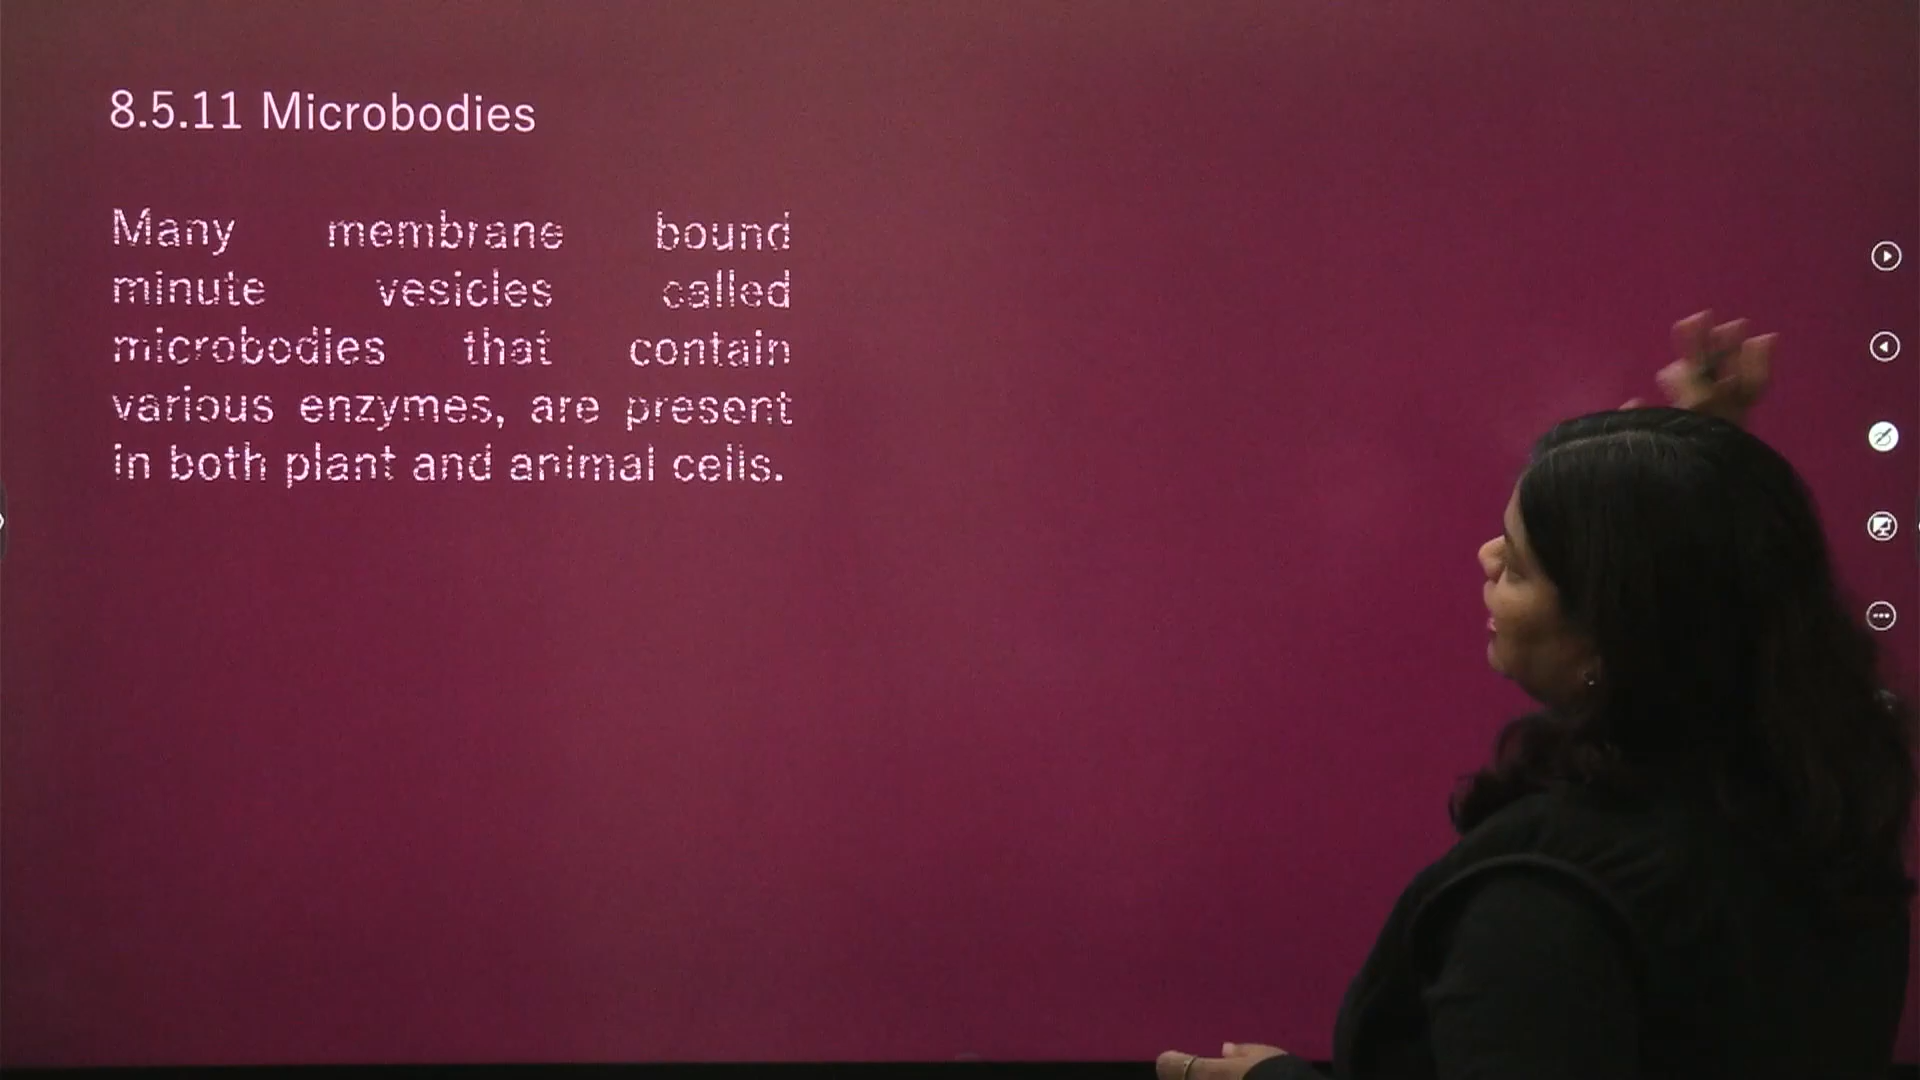 8.5.11 Microbodies
Many membrane bound
minute vesicles called
microbodies that contain
various enzymes, are present
in both plant and animal cells.